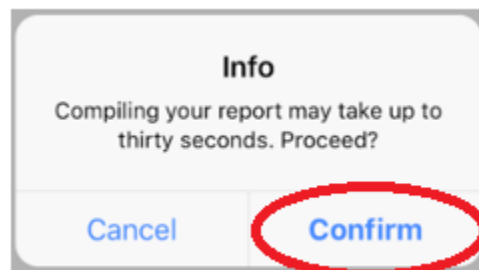 Info
Compiling your report may take up to
thirty seconds. Proceed?
Cancel
Confirm